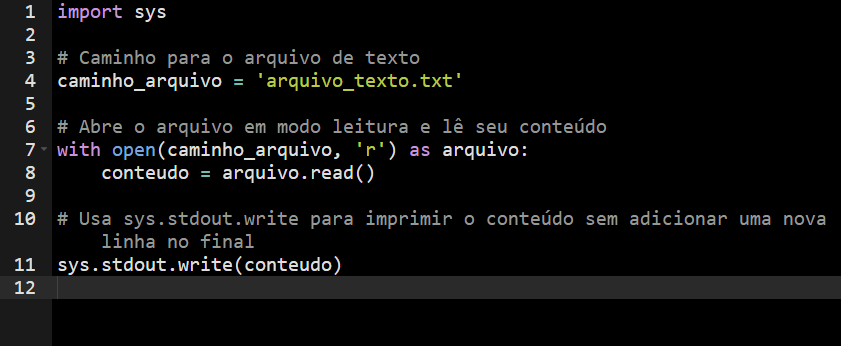 1 import sys
2
3 # Caminho para o arquivo de texto
4 caminho_arquivo = 'arquivo_texto.txt'
5
6 # Abre o arquivo em modo leitura e lê seu conteúdo
7 with open(caminho_arquivo, 'r') as arquivo:
8     conteudo = arquivo.read()
9
10 # Usa sys.stdout.write para imprimir o conteúdo sem adicionar uma nova
    linha no final
11 sys.stdout.write(conteudo)
12